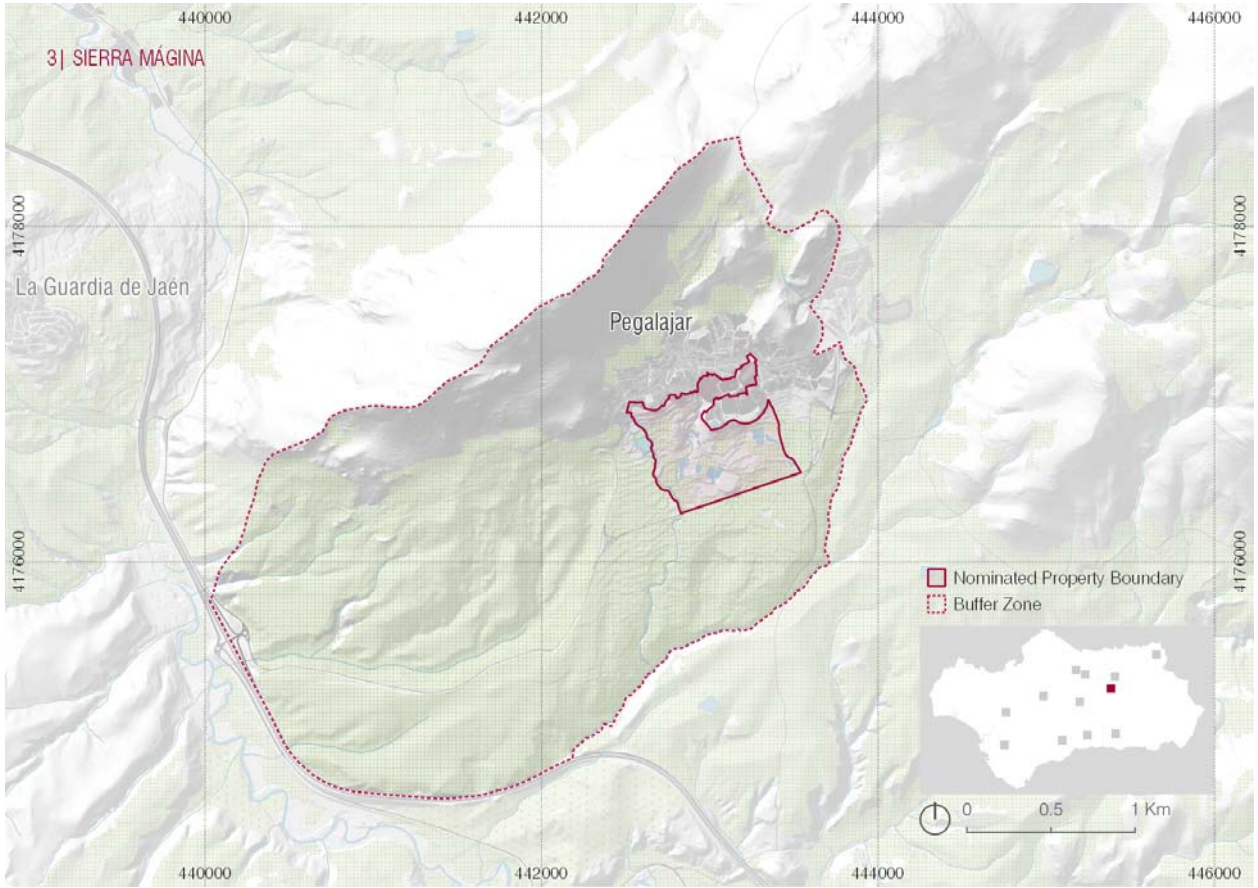 440000
442000
444000
446000
3| SIERRA MÁGINA
4178000
4178000
La Guardia de Jaén
Pegalajar
4176000
4176000
Nominated Property Boundary
Buffer Zone
0 0.5 1 Km
440000
442000
444000
446000